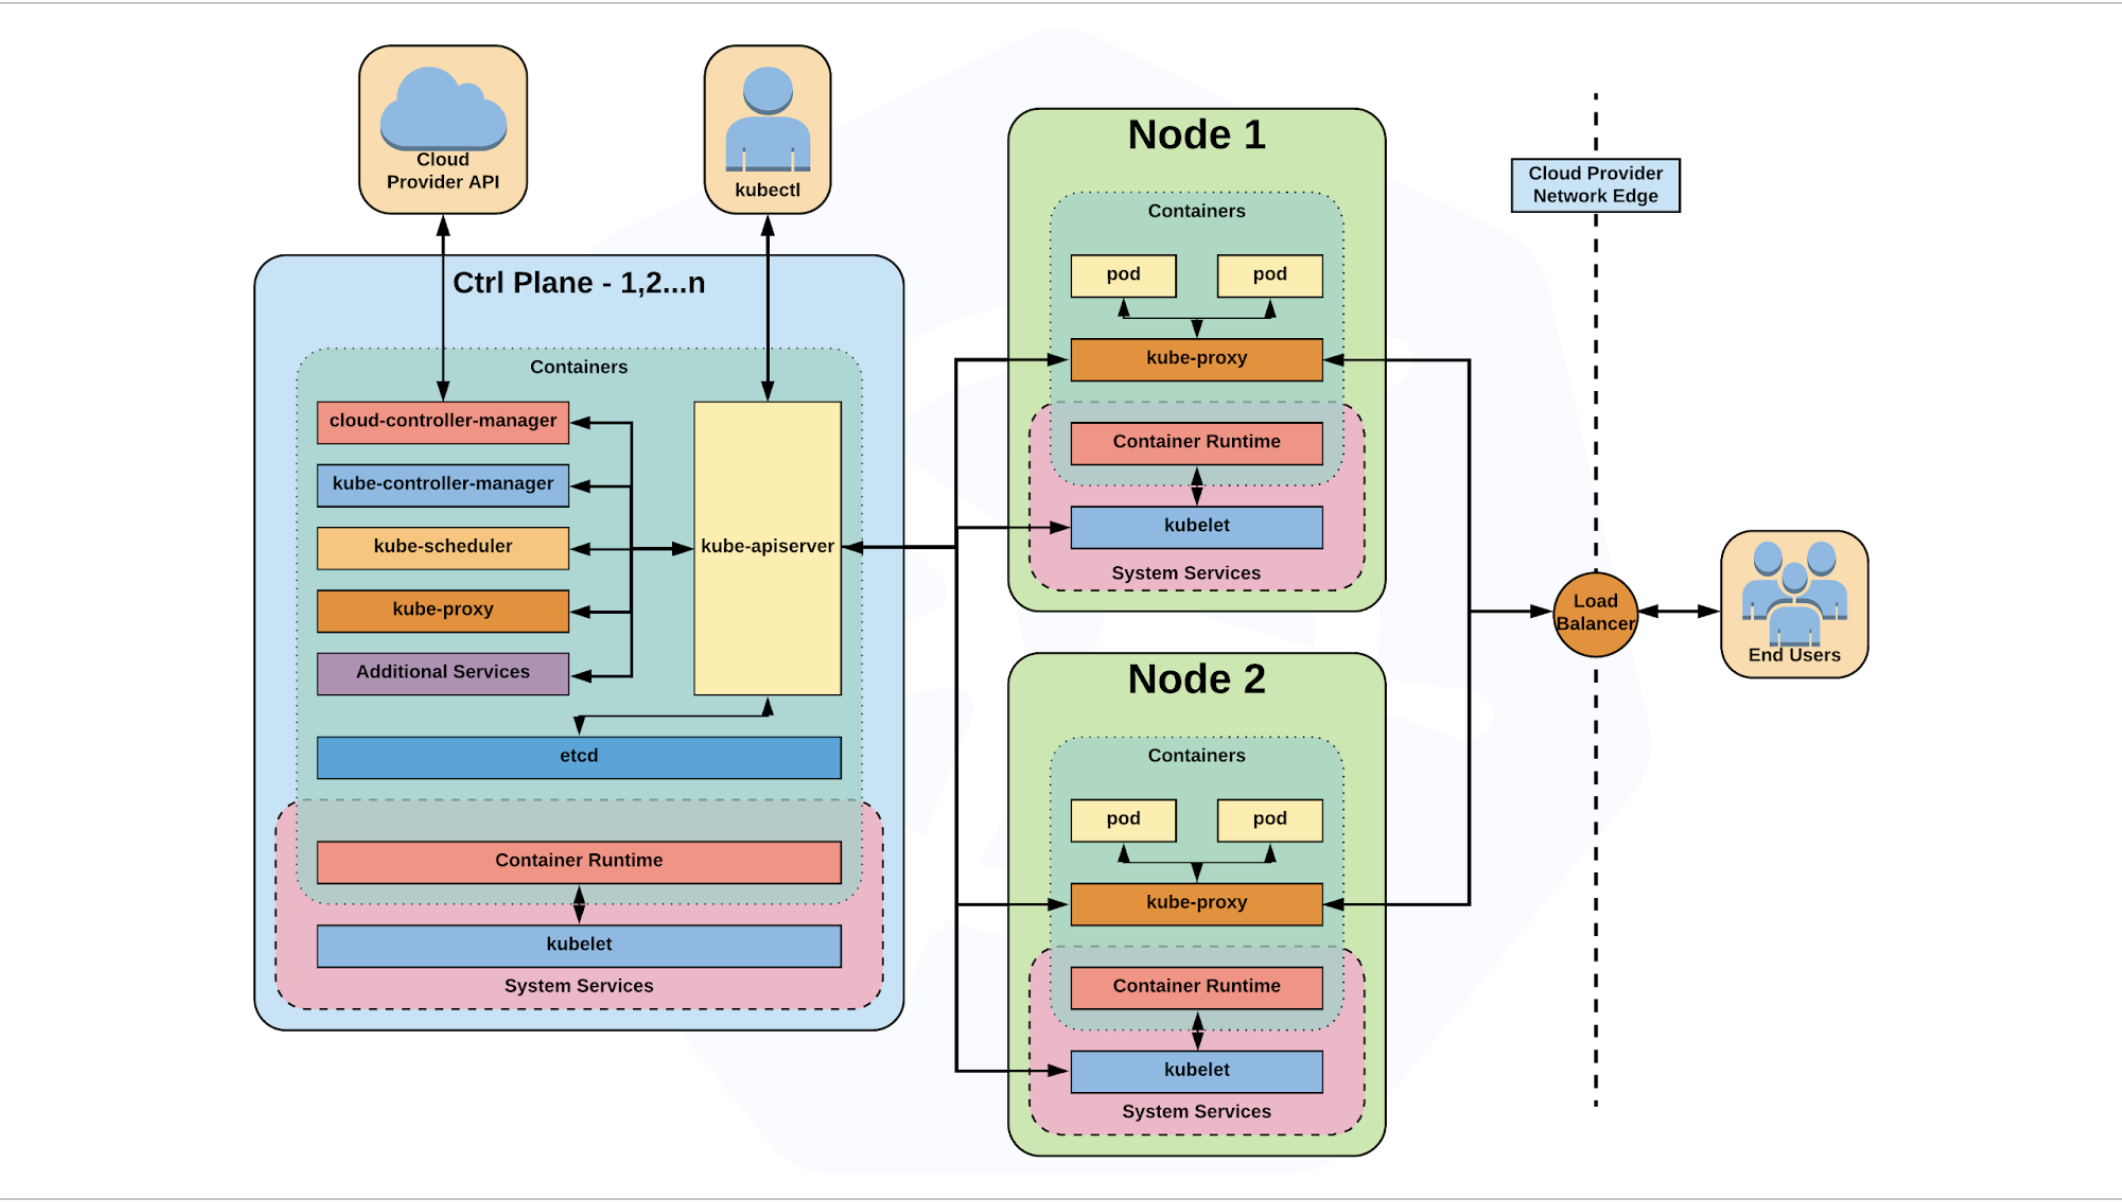 Cloud
Provider API
kubectl
Ctrl Plane - 1,2...n
Containers
cloud-controller-manager
kube-controller-manager
kube-scheduler
kube-proxy
Additional Services
kube-apiserver
etcd
Container Runtime
kubelet
System Services
Node 1
Containers
pod
pod
kube-proxy
Container Runtime
kubelet
System Services
Node 2
Containers
pod
pod
kube-proxy
Container Runtime
kubelet
System Services
Cloud Provider
Network Edge
Load
Balancer
End Users